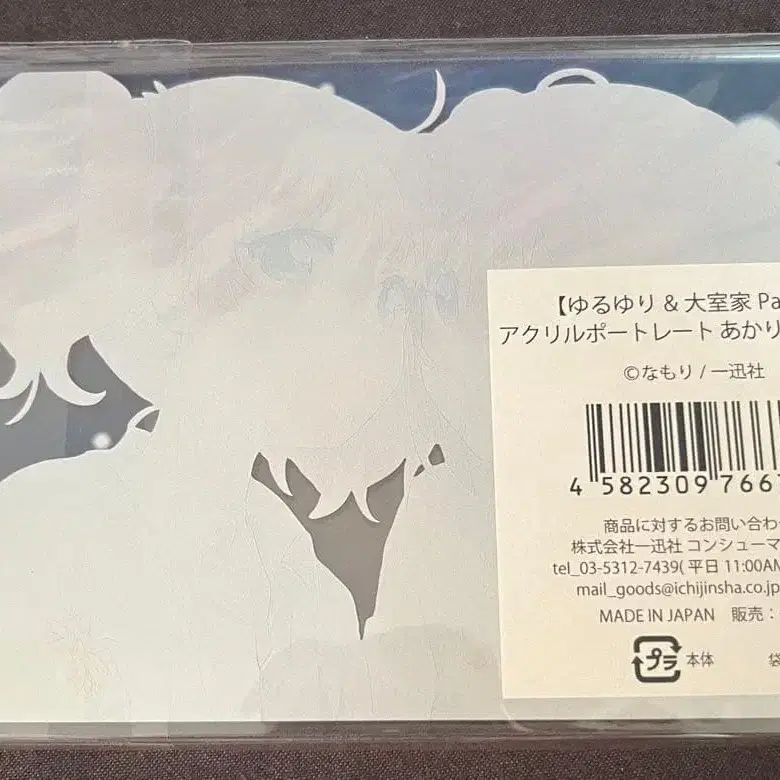 【ゆるゆり & 大室家 Pa
アクリルポートレート あかり
©なもり / 一迅社
4 582309 7667
商品に対するお問い合わ
株式会社一迅社 コンシューマ
tel_03-5312-7439( 平日 11:00AM
mail_goods@ichijinsha.co.jp
MADE IN JAPAN 販売：
プラ 本体 袋